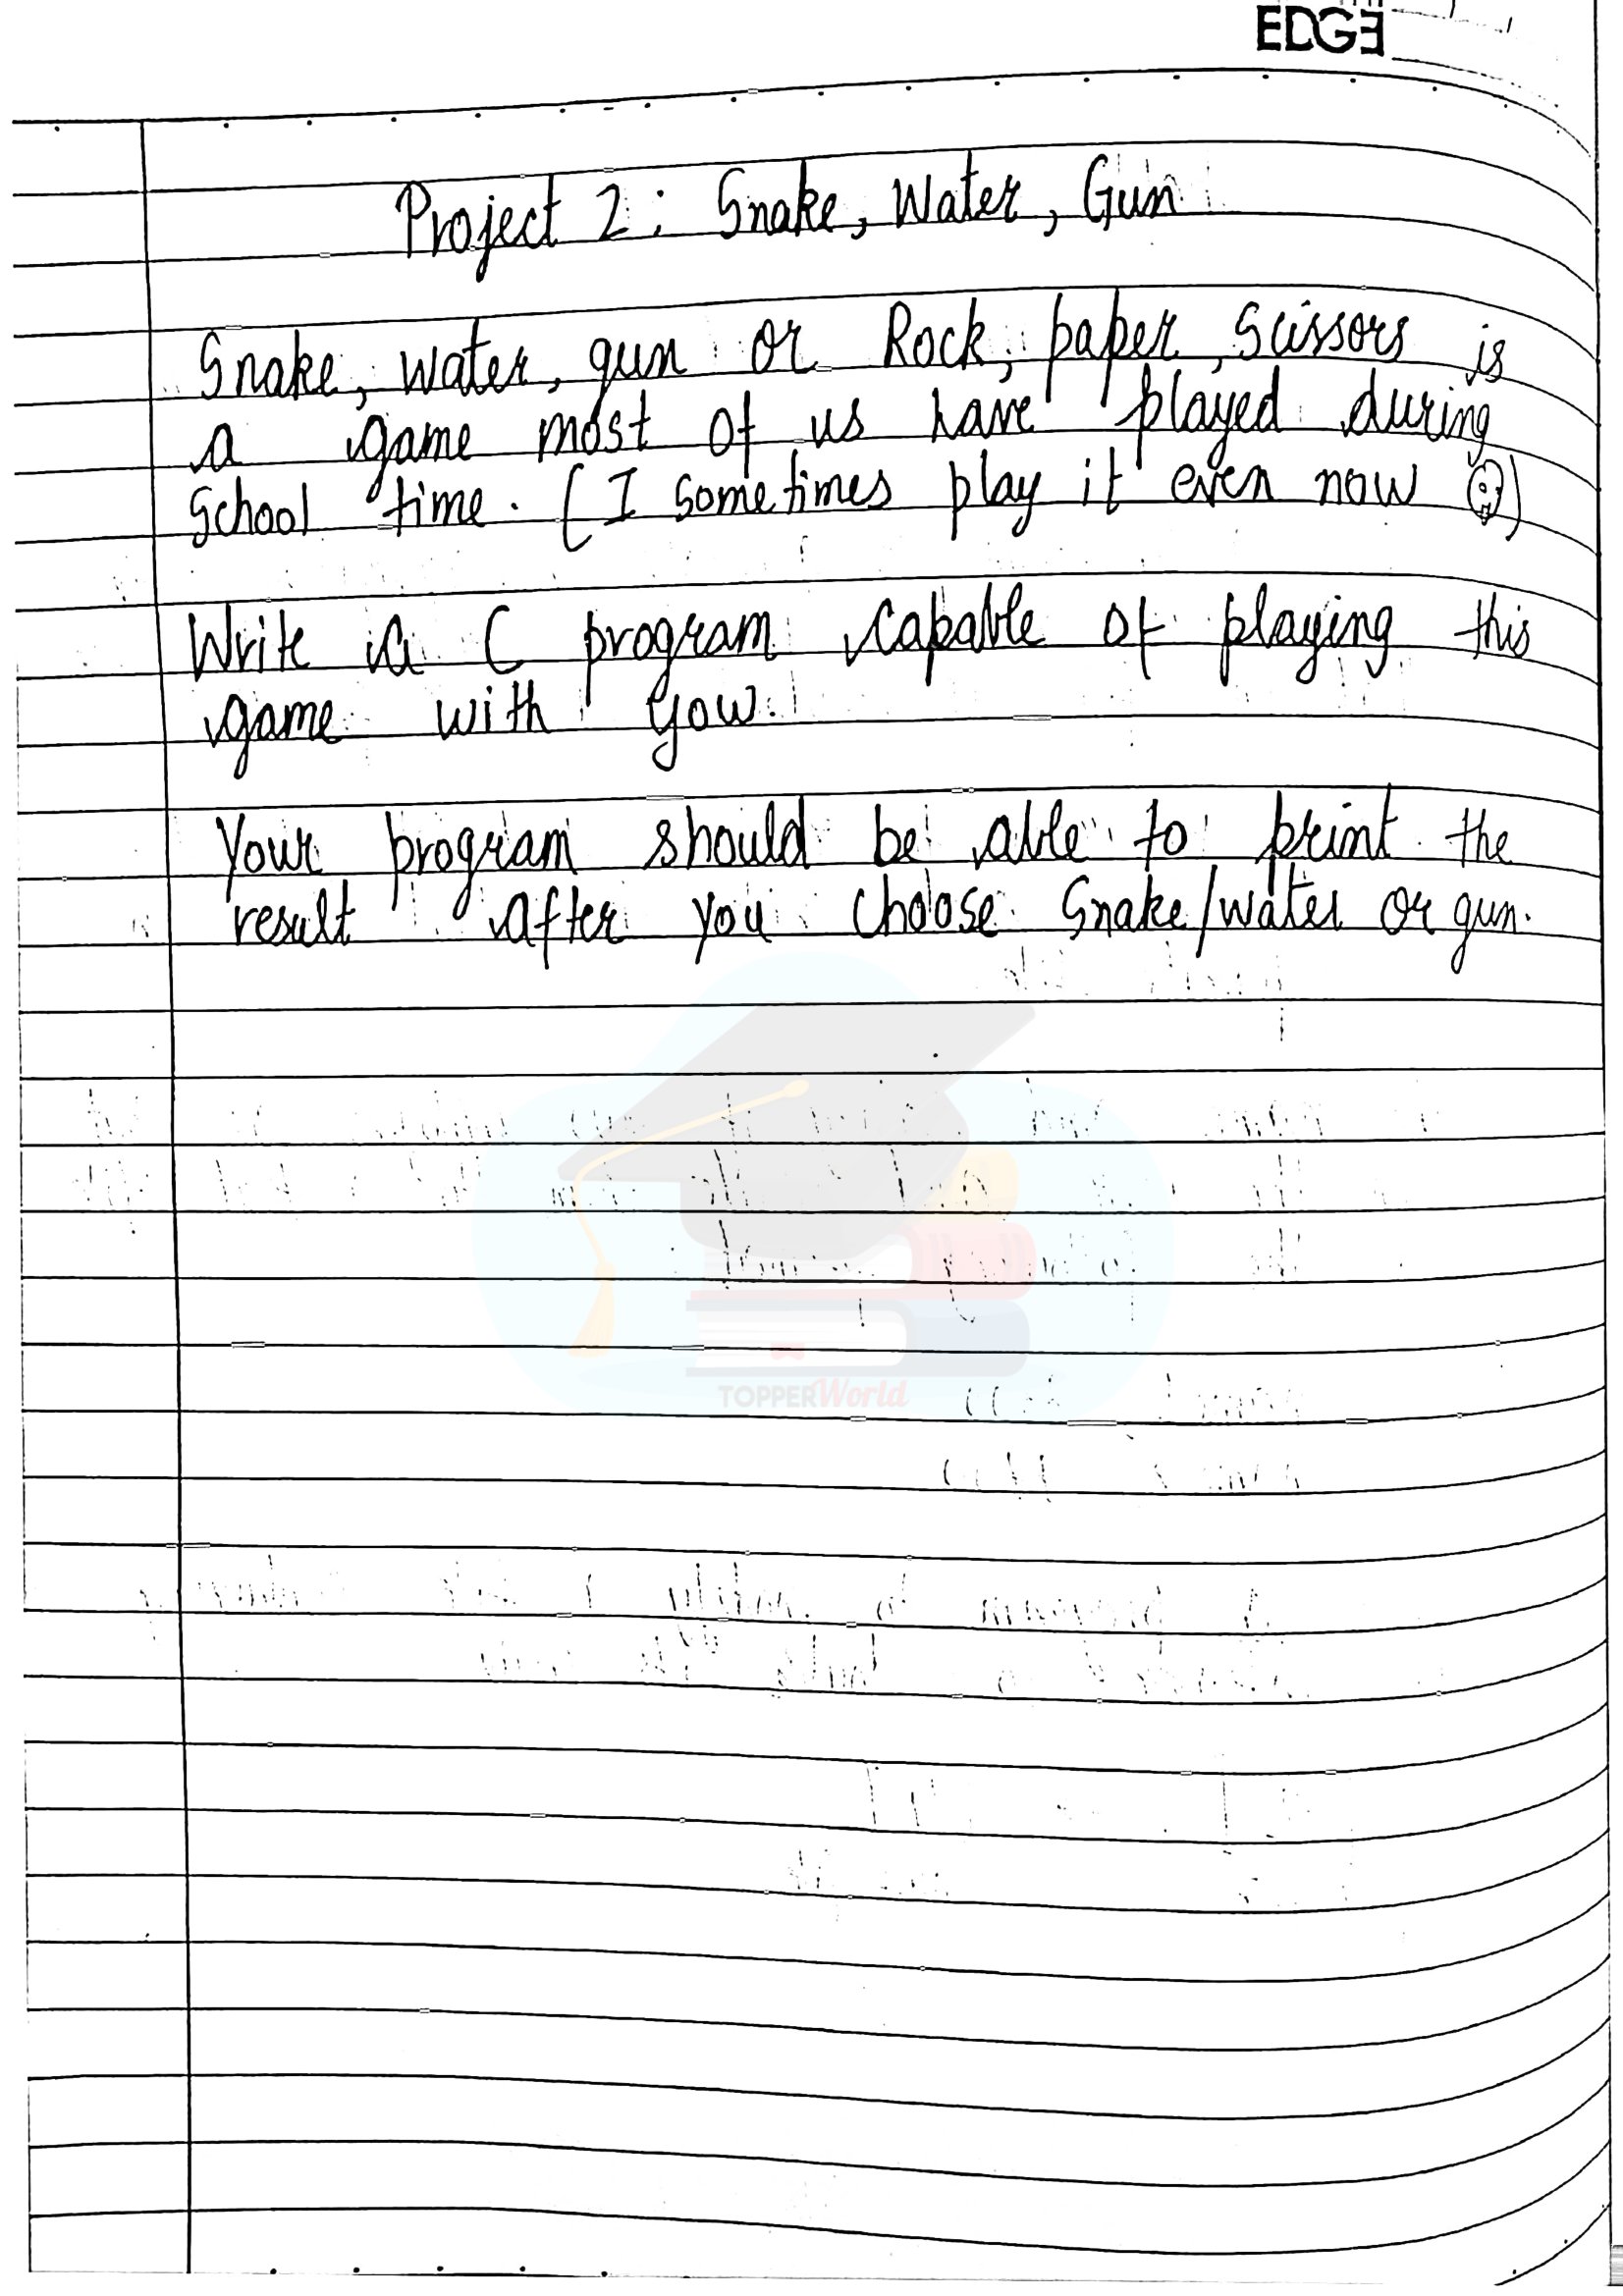 EDGE
Project 2: Snake, Water, Gun
Snake, water, gun or Rock, paper, scissors is
a game most of us have played during
School time. (I sometimes play it even now ☺)
Write a C program capable of playing this
game with you.
Your program should be able to print the
result after you choose Snake/water or gun.
TOPPERWorld